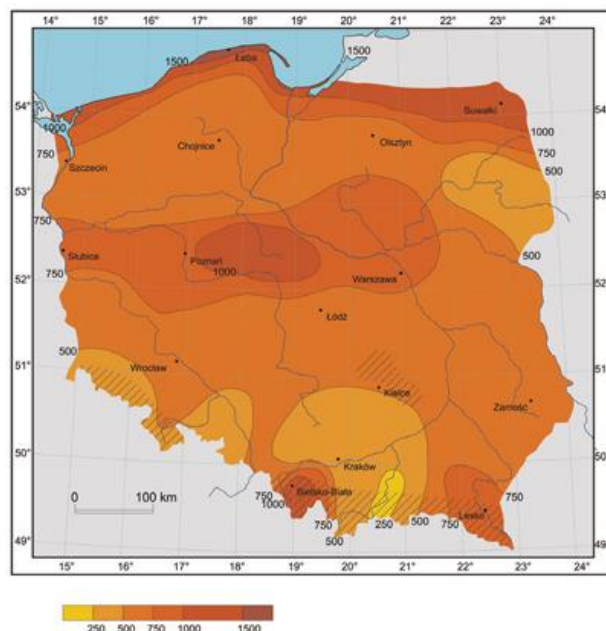 15° 16° 17° 18° 19° 20° 21° 22° 23° 24°
1500 Łeba 1500
54° 54°
Suwałki
1000 1000
Chojnice Olsztyn
750 750
Szczecin 500
53° 53°
750
Słubice Poznań 500
750 1000 Warszawa
52° 52°
Łódź
500
51° Wrocław 51°
Kielce
Zamość
50° 50°
Kraków
0 100 km 750 Bielsko-Biała 750
1000 Lesko
750 250 500 750
49° 500 49°
15° 16° 17° 18° 19° 20° 21° 22° 23° 24°
250 500 750 1000 1500